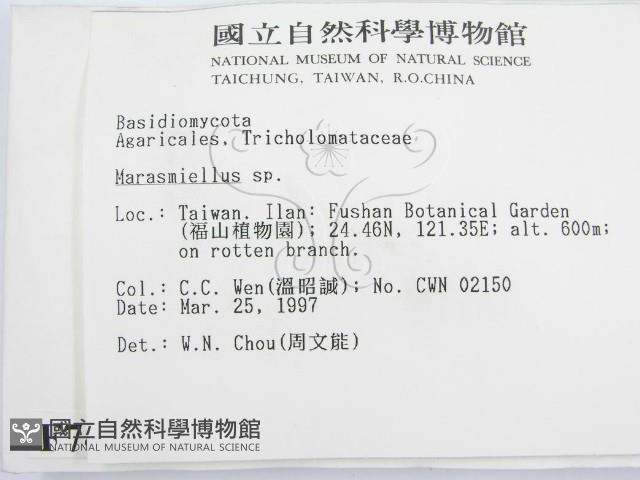 國立自然科學博物館
NATIONAL MUSEUM OF NATURAL SCIENCE
TAICHUNG, TAIWAN, R.O.CHINA
Basidiomycota
Agaricales, Tricholomataceae
Marasmiellus sp.
Loc.: Taiwan. Ilan: Fushan Botanical Garden
(福山植物園); 24.46N, 121.35E; alt. 600m;
on rotten branch.
Col.: C.C. Wen(溫昭誠); No. CWN 02150
Date: Mar. 25, 1997
Det.: W.N. Chou(周文能)
國立自然科學博物館
NATIONAL MUSEUM OF NATURAL SCIENCE